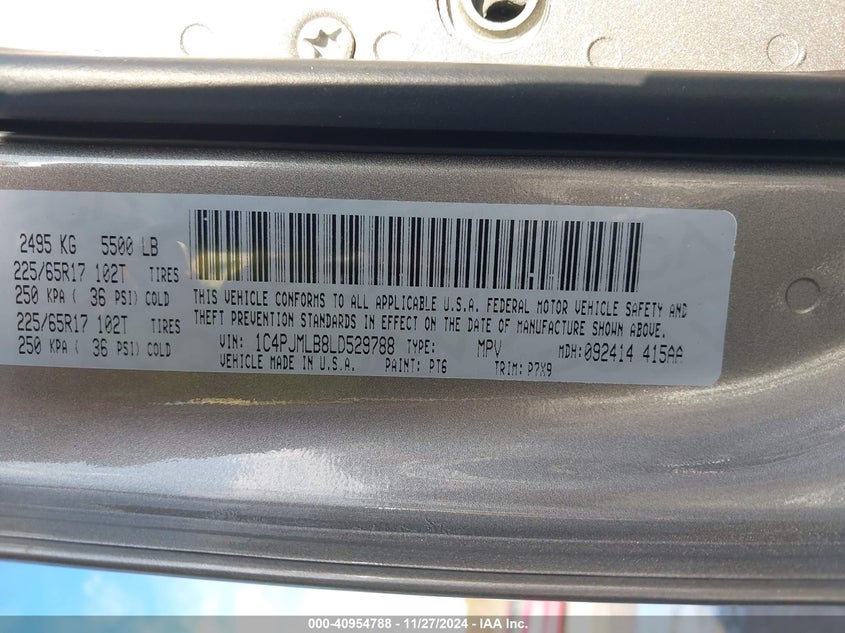 2495 KG 5500 LB
225/65R17 102T TIRES
250 KPA ( 36 PSI) COLD
225/65R17 102T TIRES
250 KPA ( 36 PSI) COLD
THIS VEHICLE CONFORMS TO ALL APPLICABLE U.S.A. FEDERAL MOTOR VEHICLE SAFETY AND
THEFT PREVENTION STANDARDS IN EFFECT ON THE DATE OF MANUFACTURE SHOWN ABOVE.
VIN: 1C4PJMLB8LD529788 TYPE: MPV MDH:092414 415AA
VEHICLE MADE IN U.S.A. PAINT: PT6 TRIM: P7X9
000-40954788 - 11/27/2024 - IAA Inc.